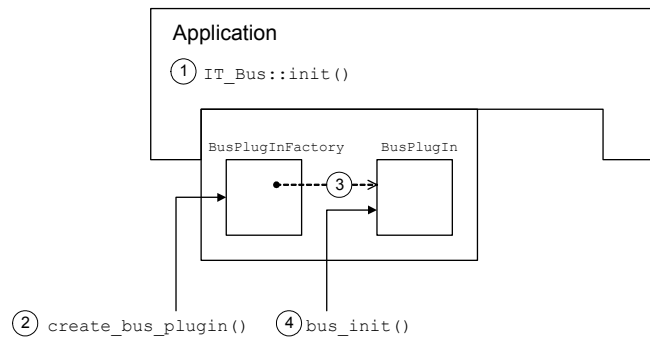 Application
1 IT_Bus::init()
BusPlugInFactory BusPlugIn
3
2 create_bus_plugin() 4 bus_init()